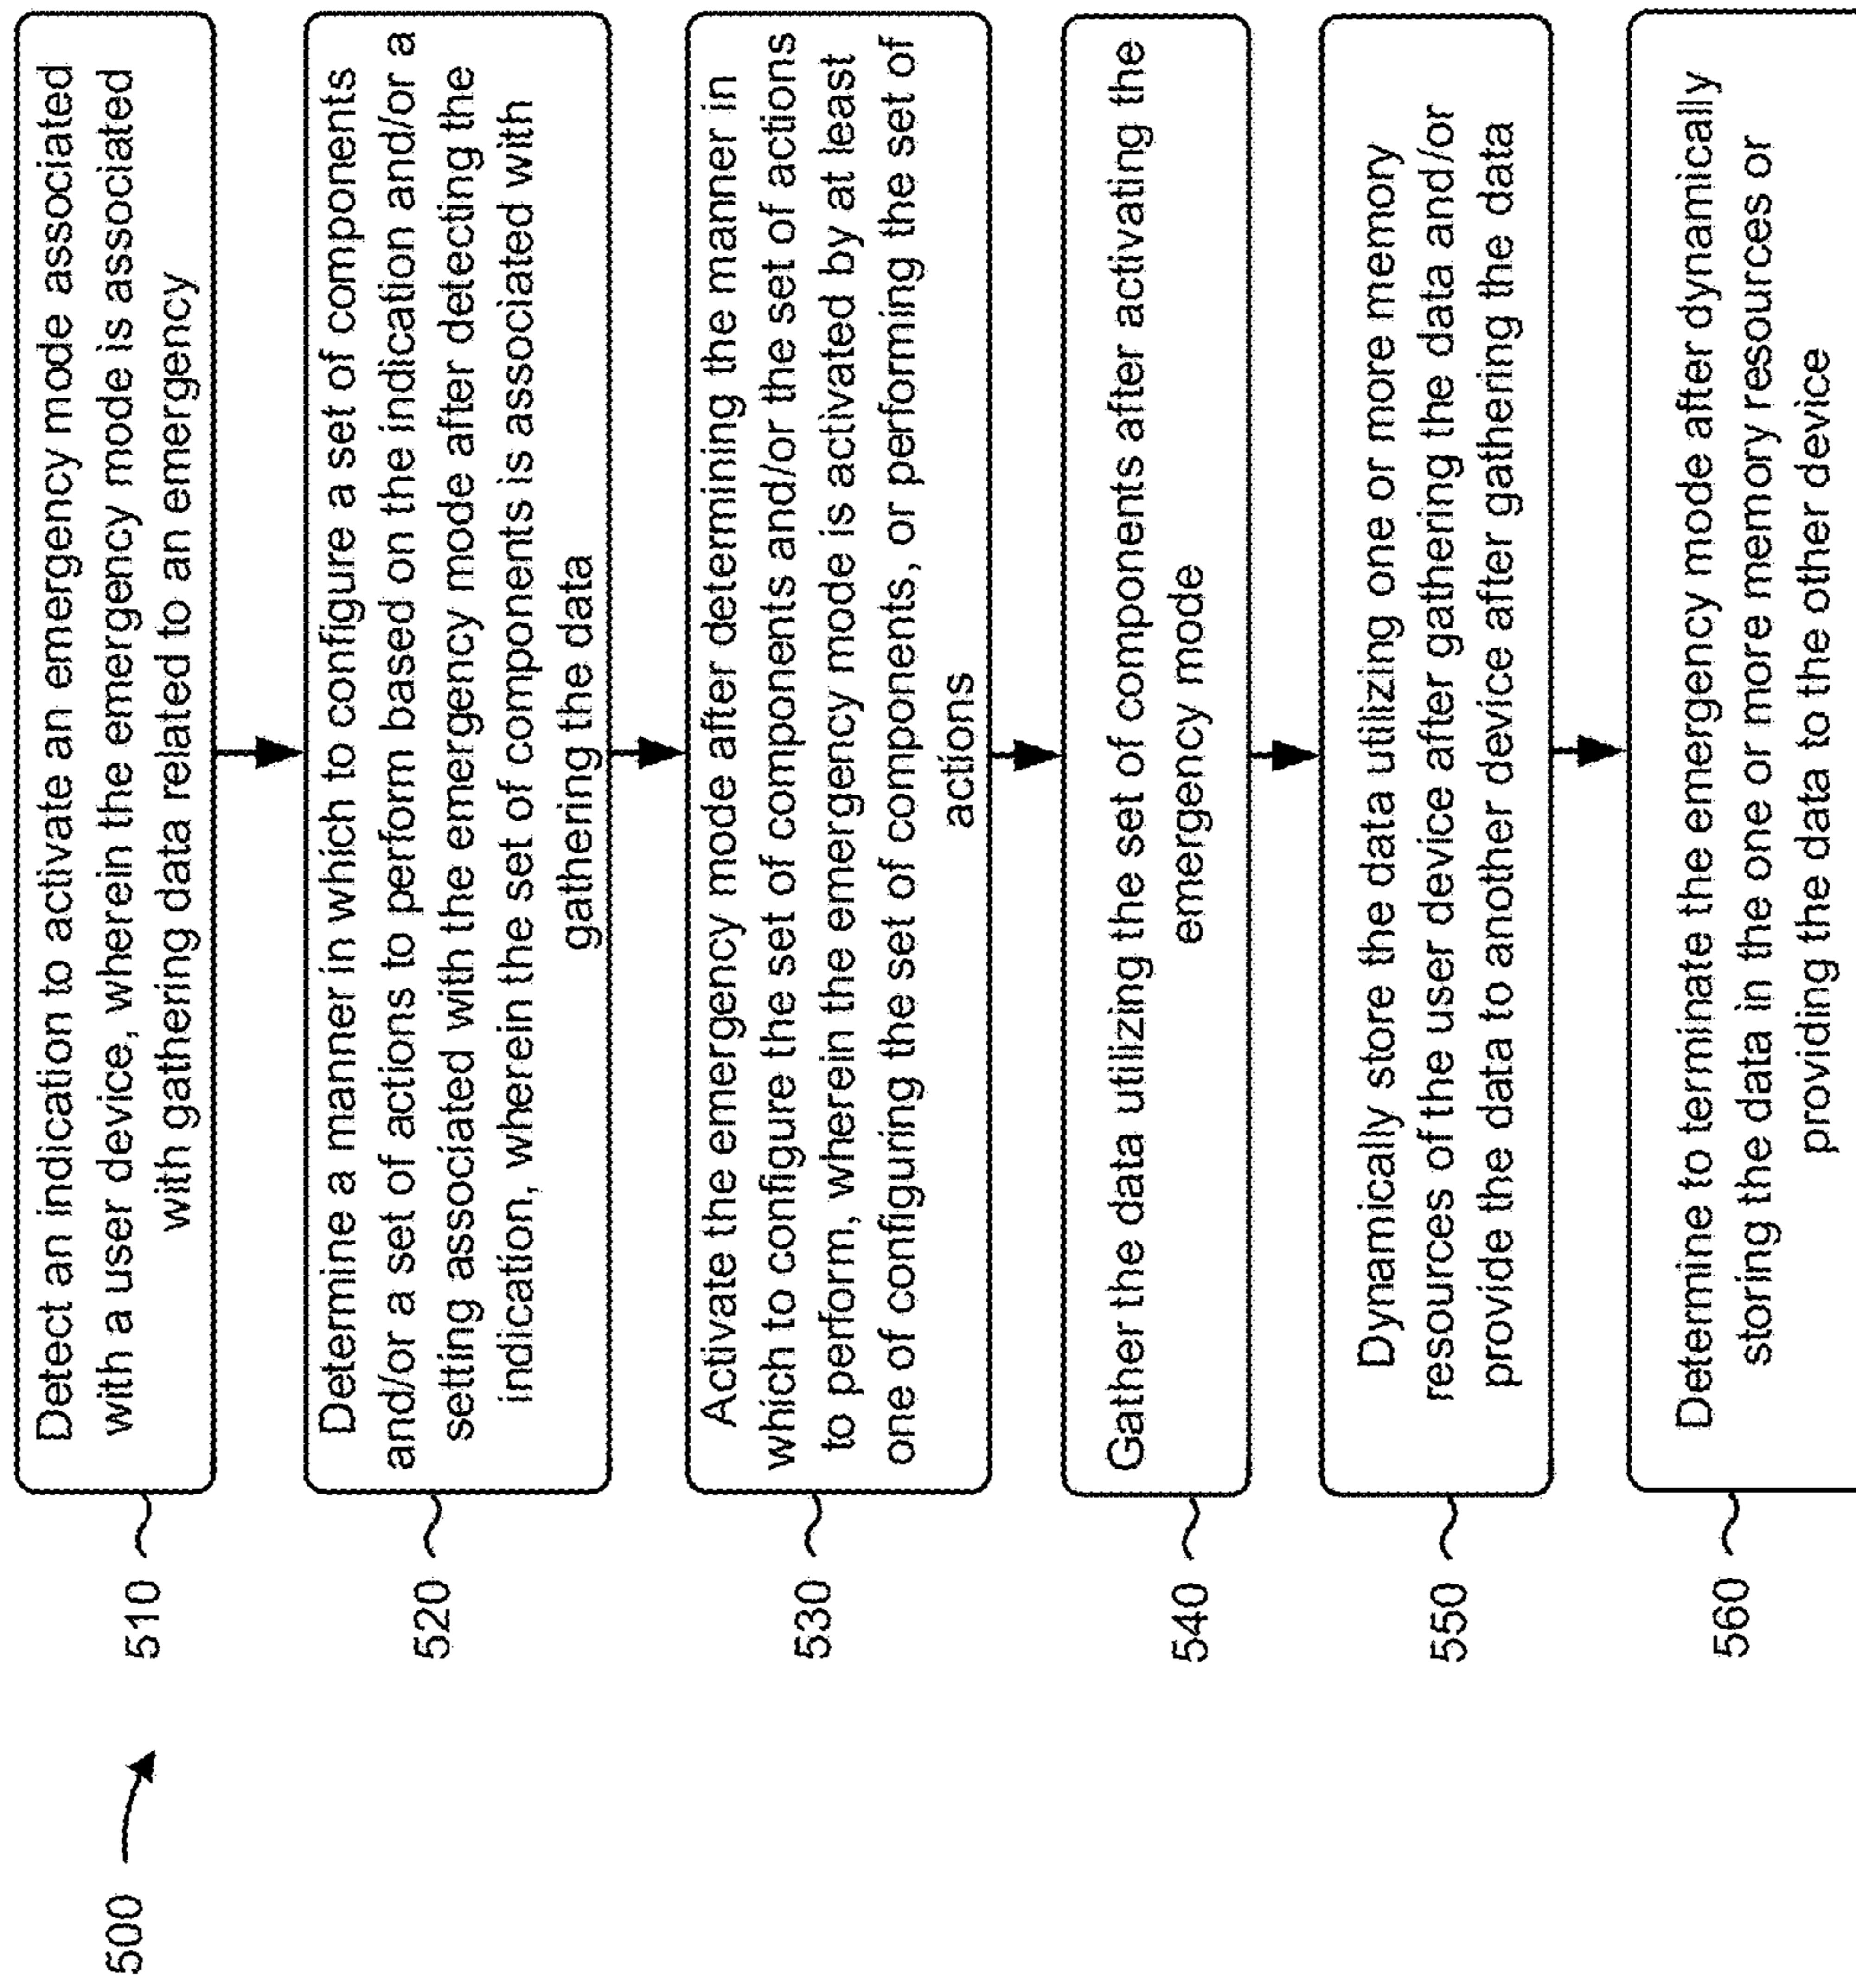 500
510
Detect an indication to activate an emergency mode associated
with a user device, wherein the emergency mode is associated
with gathering data related to an emergency
520
Determine a manner in which to configure a set of components
and/or a set of actions to perform based on the indication and/or a
setting associated with the emergency mode after detecting the
indication, wherein the set of components is associated with
gathering the data
530
Activate the emergency mode after determining the manner in
which to configure the set of components and/or the set of actions
to perform, wherein the emergency mode is activated by at least
one of configuring the set of components, or performing the set of
actions
540
Gather the data utilizing the set of components after activating the
emergency mode
550
Dynamically store the data utilizing one or more memory
resources of the user device after gathering the data and/or
provide the data to another device after gathering the data
560
Determine to terminate the emergency mode after dynamically
storing the data in the one or more memory resources or
providing the data to the other device